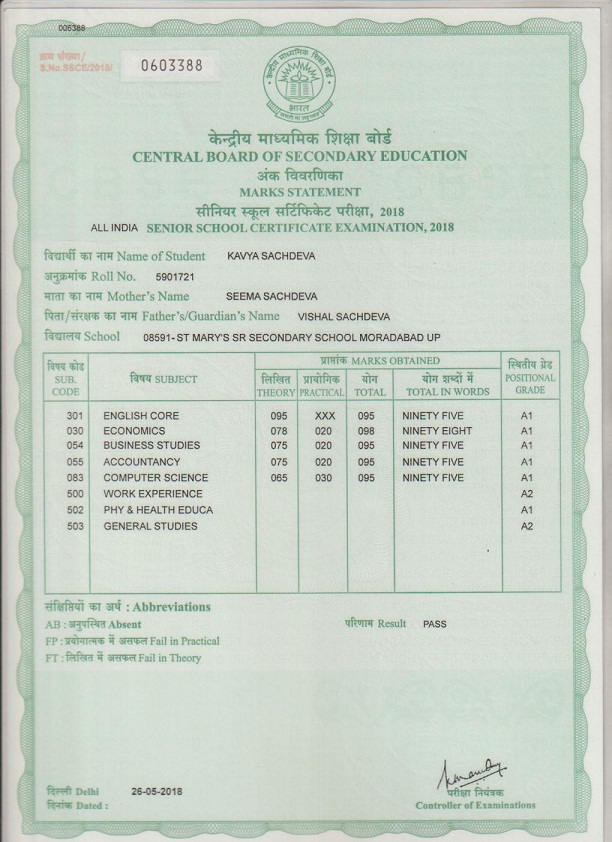 006388
क्रम संख्या/
S.No.SSCE/2018/ 0603388
केन्द्रीय माध्यमिक शिक्षा बोर्ड
भारत
केन्द्रीय माध्यमिक शिक्षा बोर्ड
CENTRAL BOARD OF SECONDARY EDUCATION
अंक विवरणिका
MARKS STATEMENT
सीनियर स्कूल सर्टिफिकेट परीक्षा, 2018
ALL INDIA SENIOR SCHOOL CERTIFICATE EXAMINATION, 2018
विद्यार्थी का नाम Name of Student KAVYA SACHDEVA
अनुक्रमांक Roll No. 5901721
माता का नाम Mother's Name SEEMA SACHDEVA
पिता/संरक्षक का नाम Father's/Guardian's Name VISHAL SACHDEVA
विद्यालय School 08591- ST MARY'S SR SECONDARY SCHOOL MORADABAD UP
विषय कोड SUB. CODE विषय SUBJECT प्राप्तांक MARKS OBTAINED स्थितीय ग्रेड POSITIONAL GRADE
लिखित THEORY प्रायोगिक PRACTICAL योग TOTAL योग शब्दों में TOTAL IN WORDS
301 ENGLISH CORE 095 XXX 095 NINETY FIVE A1
030 ECONOMICS 078 020 098 NINETY EIGHT A1
054 BUSINESS STUDIES 075 020 095 NINETY FIVE A1
055 ACCOUNTANCY 075 020 095 NINETY FIVE A1
083 COMPUTER SCIENCE 065 030 095 NINETY FIVE A1
500 WORK EXPERIENCE A2
502 PHY & HEALTH EDUCA A1
503 GENERAL STUDIES A2
संक्षिप्तियों का अर्थ : Abbreviations
AB : अनुपस्थित Absent परिणाम Result PASS
FP : प्रयोगात्मक में असफल Fail in Practical
FT : लिखित में असफल Fail in Theory
दिल्ली Delhi 26-05-2018
दिनांक Dated :
परीक्षा नियंत्रक
Controller of Examinations